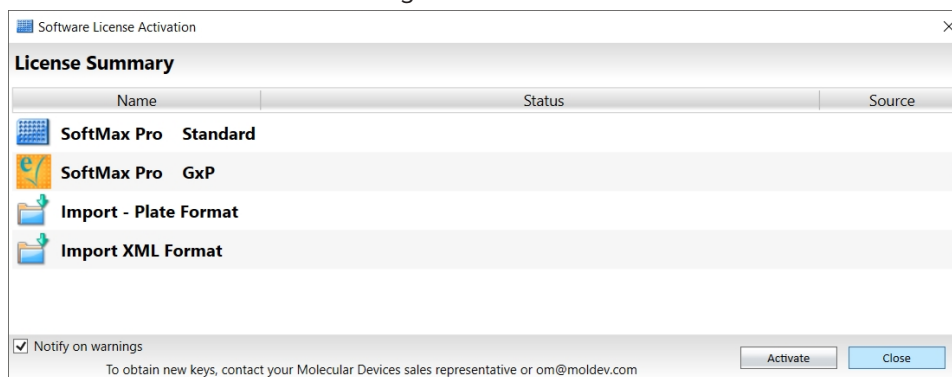 Software License Activation
License Summary
Name Status Source
SoftMax Pro Standard
SoftMax Pro GxP
Import - Plate Format
Import XML Format
Notify on warnings
To obtain new keys, contact your Molecular Devices sales representative or om@moldev.com
Activate Close